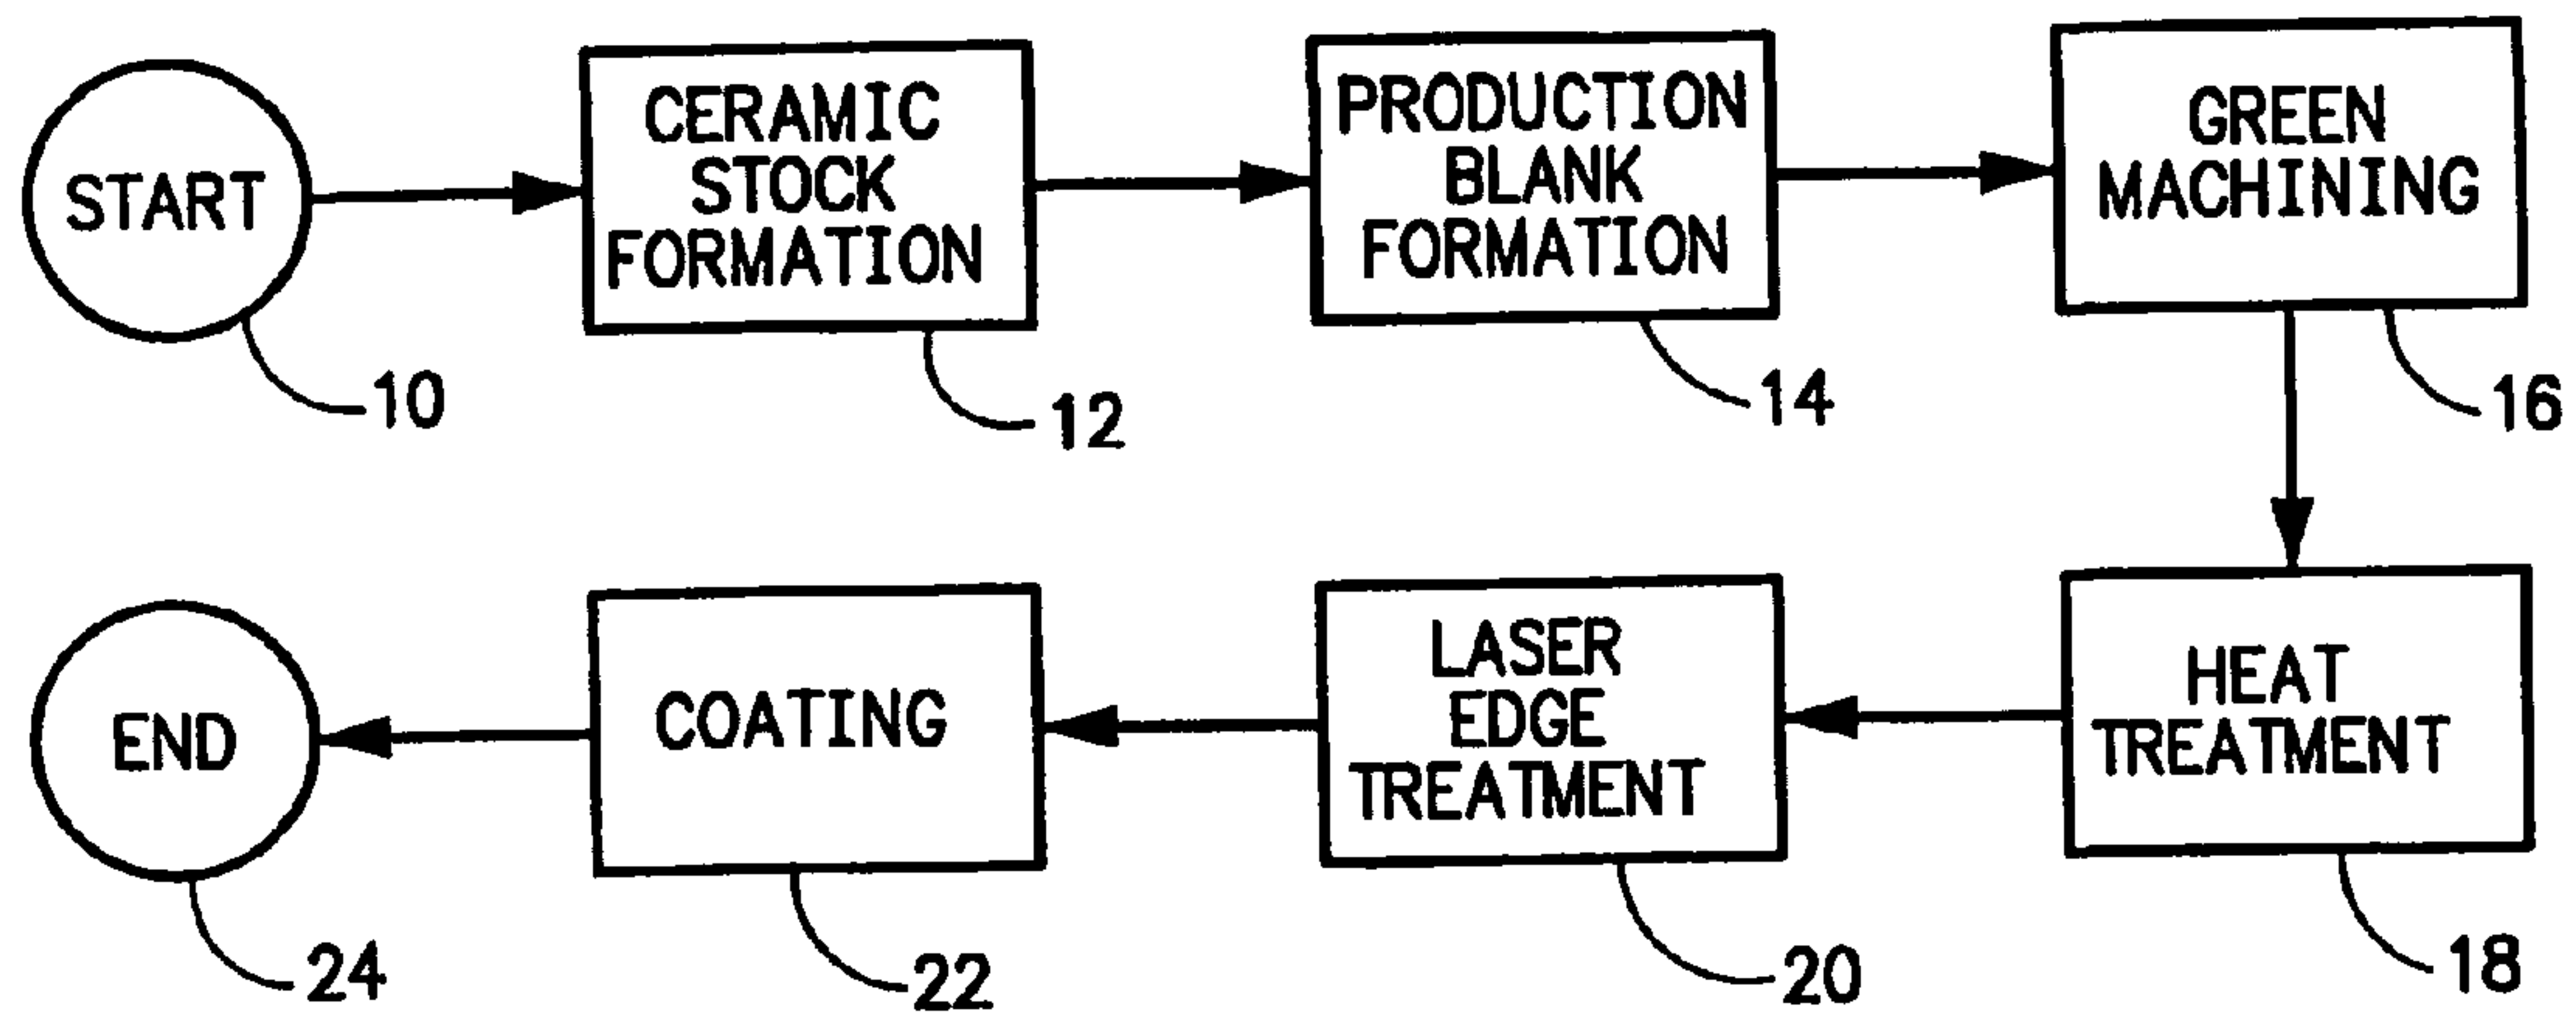 START
10
CERAMIC
STOCK
FORMATION
12
PRODUCTION
BLANK
FORMATION
14
GREEN
MACHINING
16
HEAT
TREATMENT
18
LASER
EDGE
TREATMENT
20
COATING
22
END
24